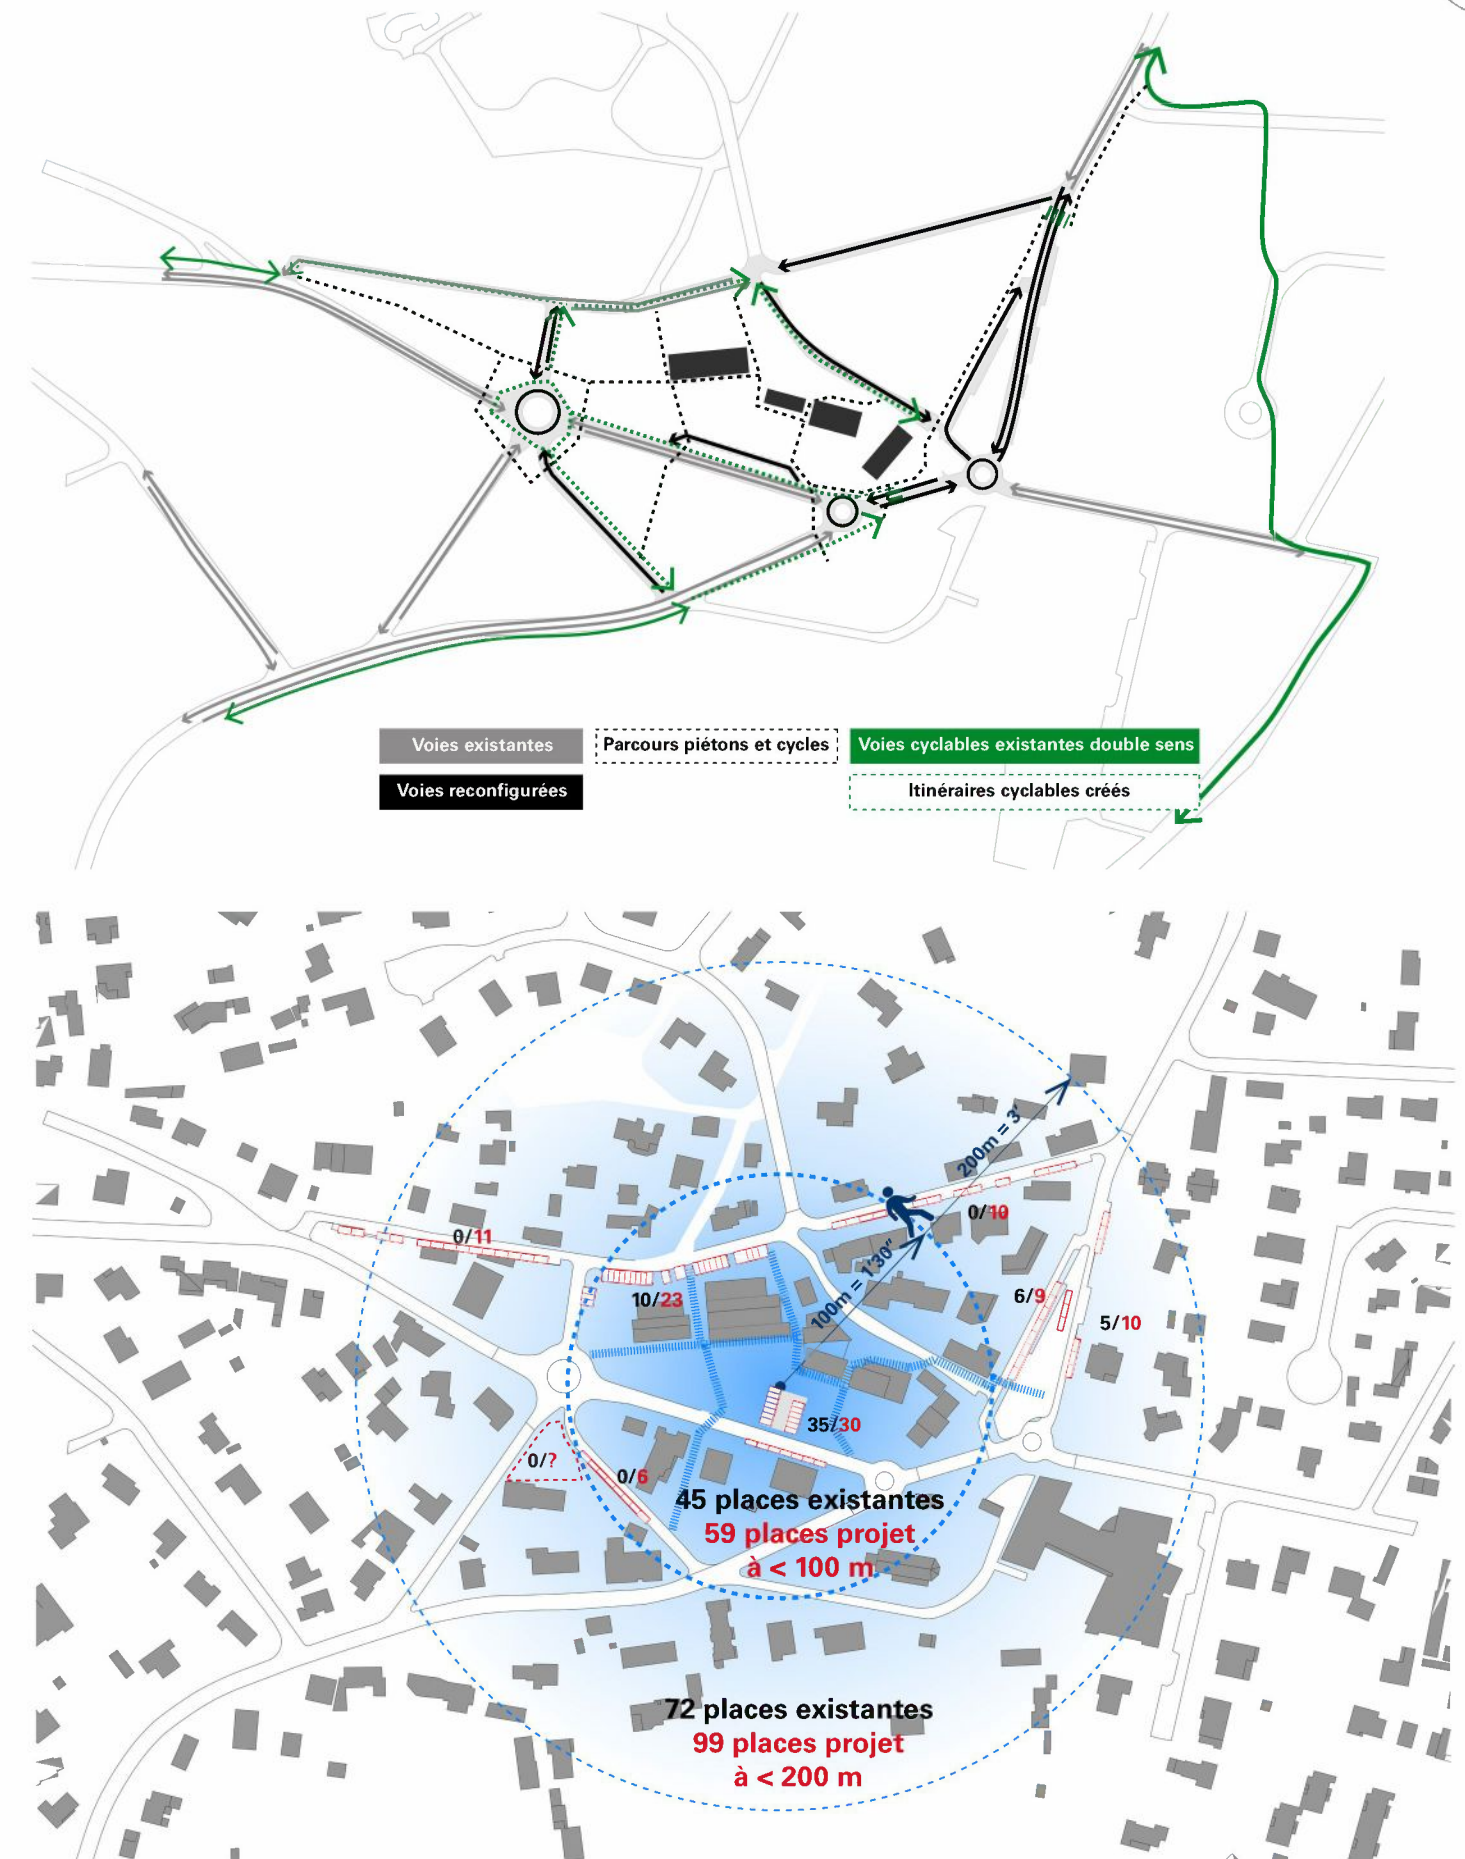 Voies existantes
Parcours piétons et cycles
Voies cyclables existantes double sens
Voies reconfigurées
Itinéraires cyclables créés
200m = 3'
0/10
0/11
100m = 1'30"
10/23
6/9
5/10
35/30
0/?
0/6
45 places existantes
59 places projet
à < 100 m
72 places existantes
99 places projet
à < 200 m